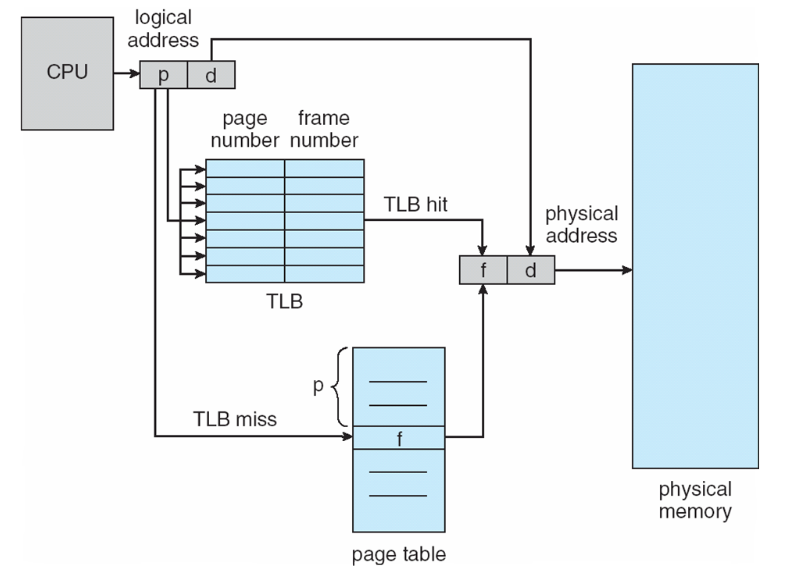 logical
address
CPU
p
d
page
number
frame
number
TLB hit
TLB
physical
address
f
d
p
TLB miss
f
page table
physical
memory